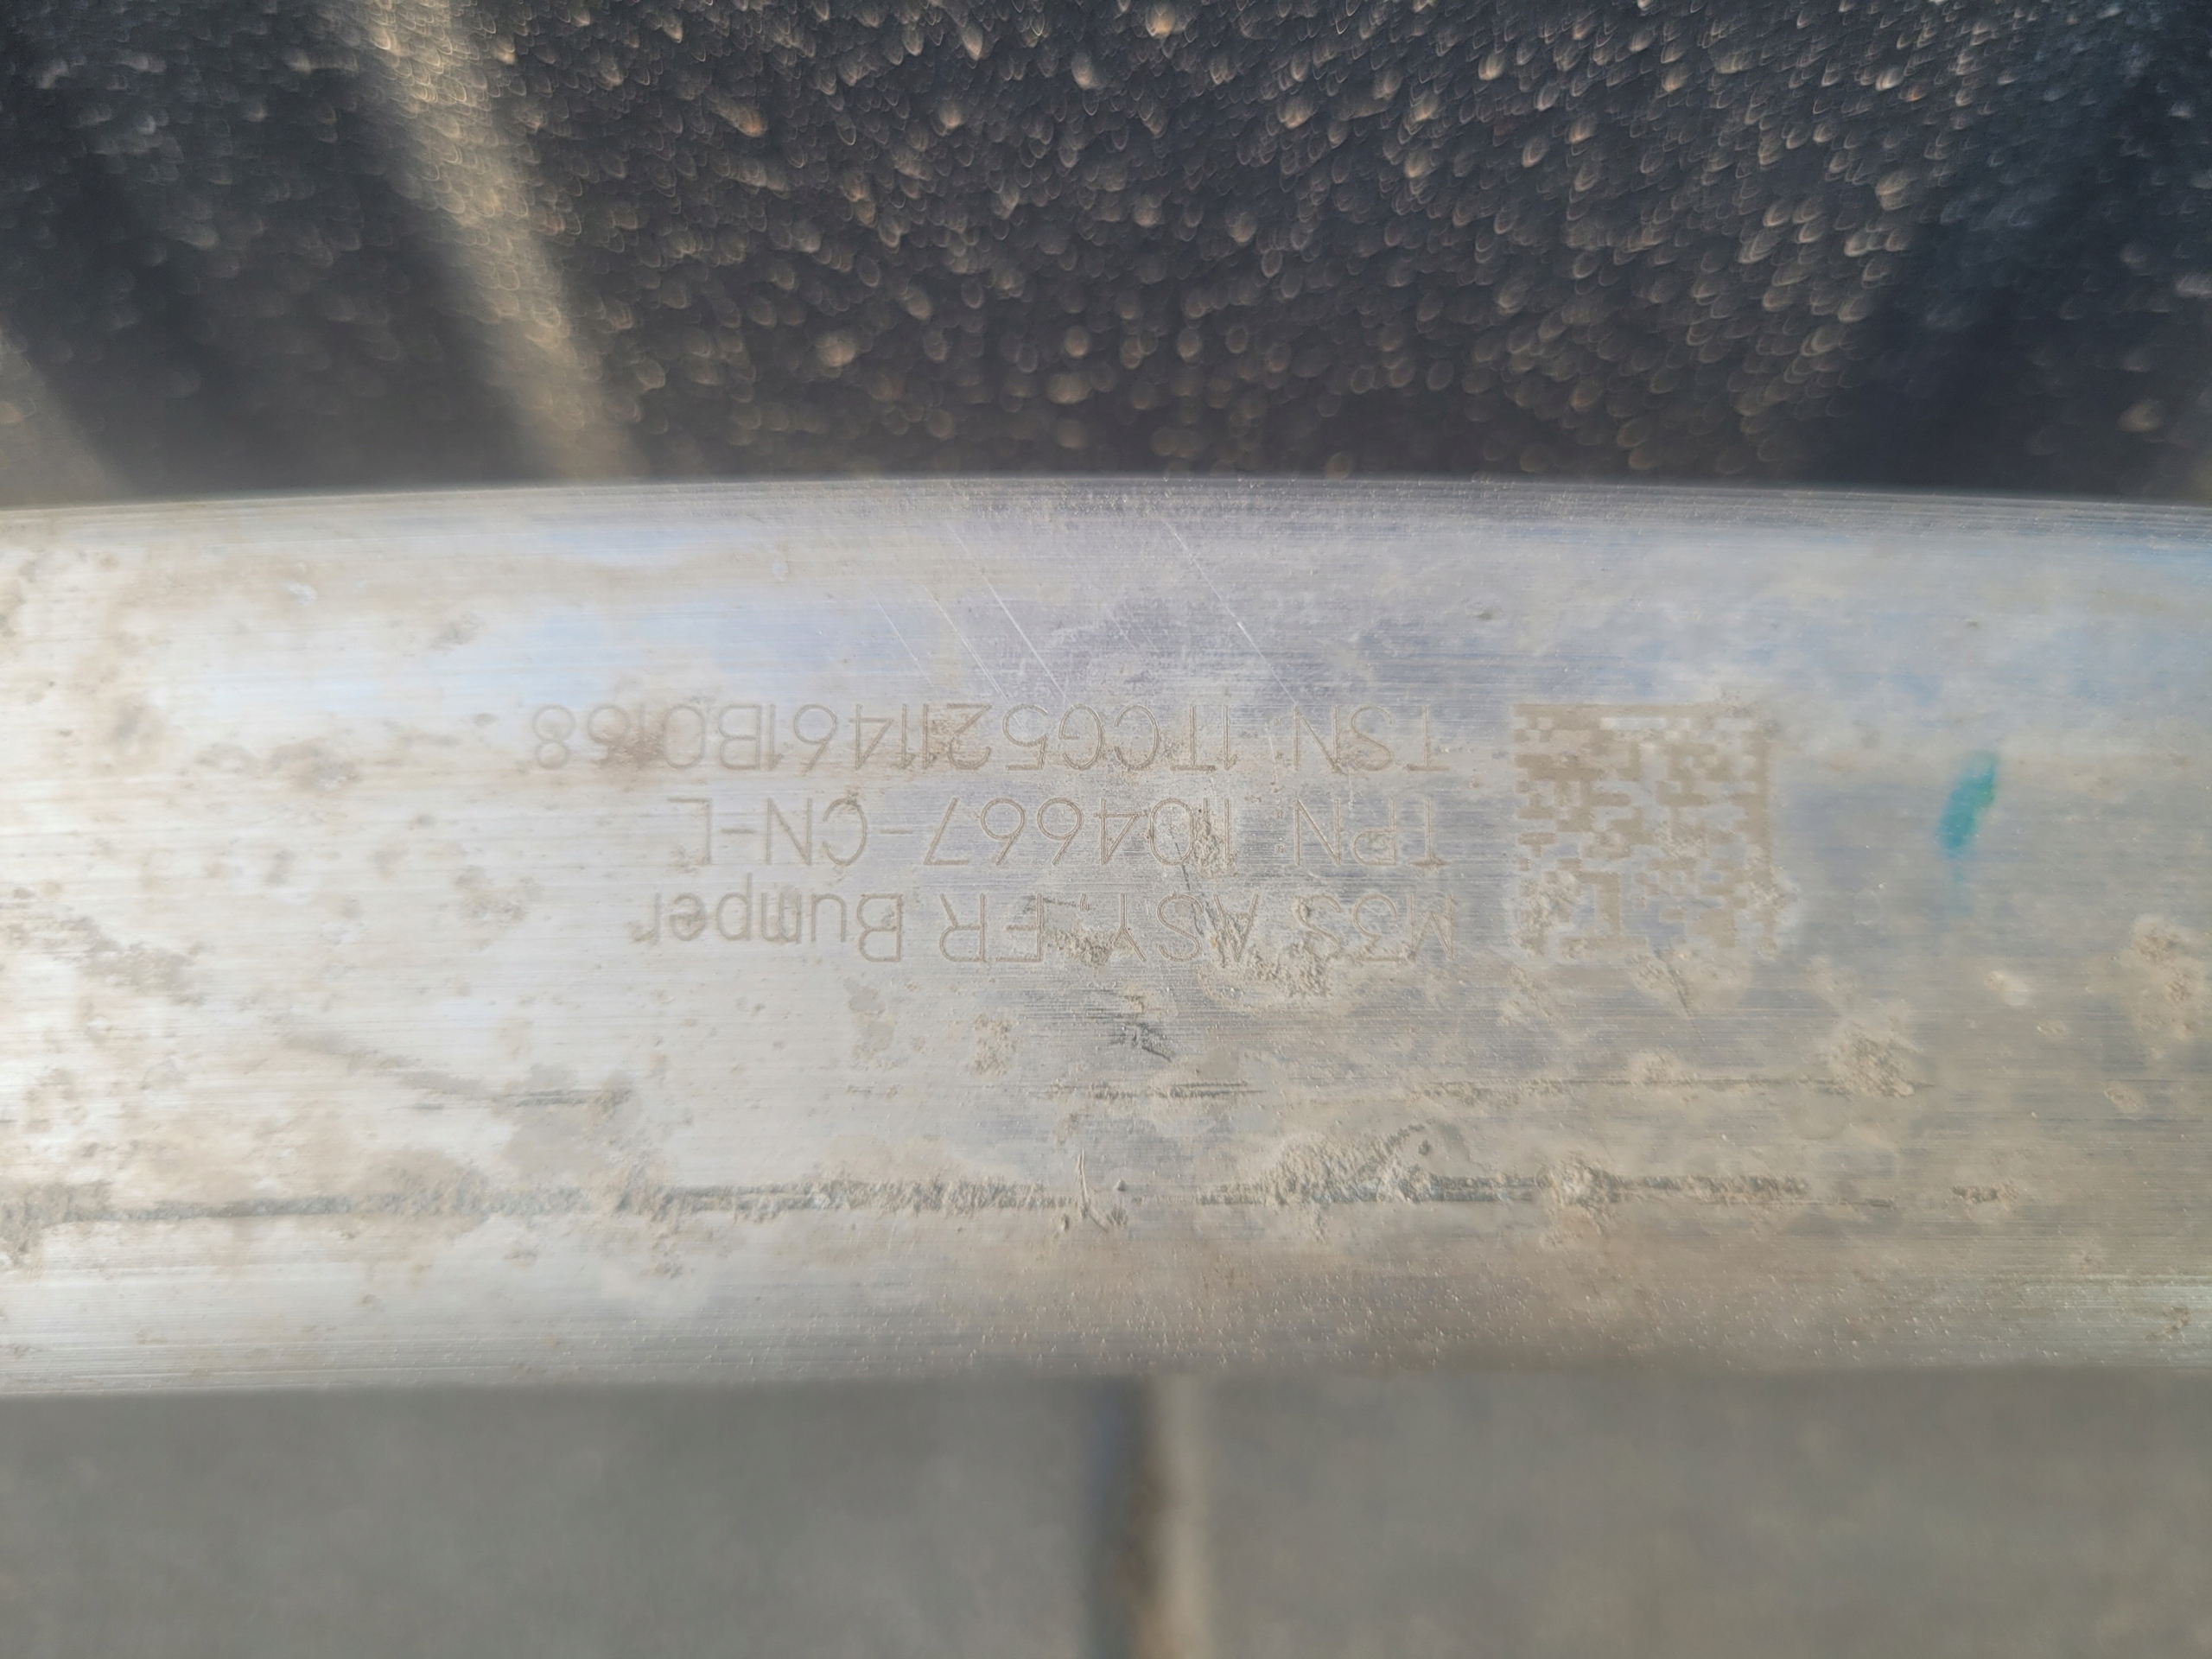 M3S ASY,FR Bumper
TPN: 1104667-CN-E
TSN: 1TCG5211461B0168